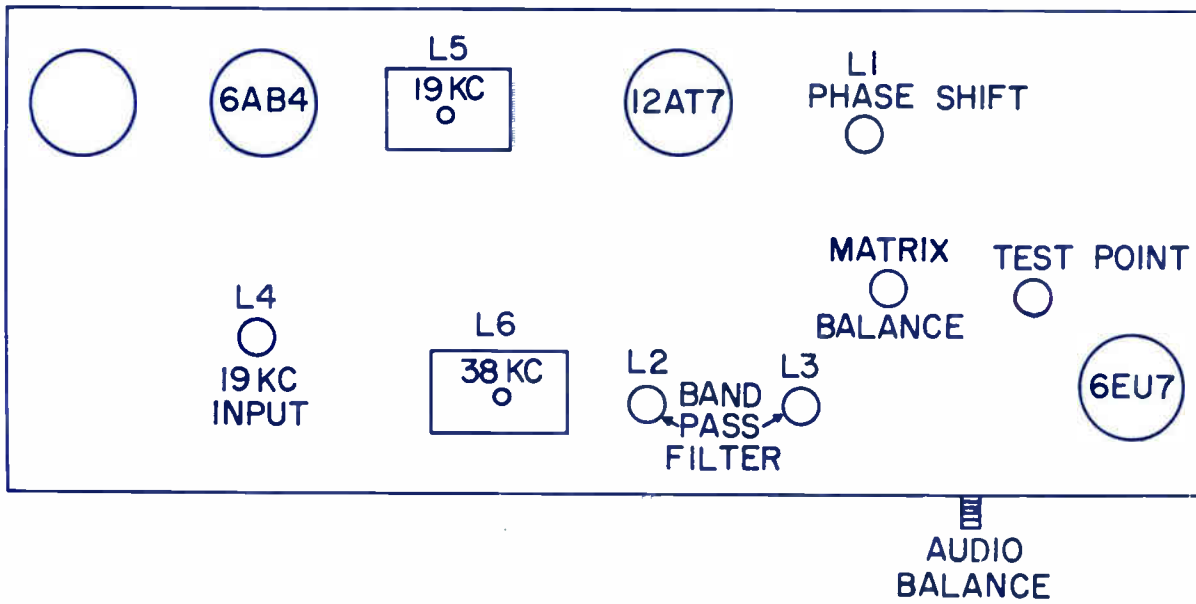 L5
19 KC
6AB4
12AT7
L1
PHASE SHIFT
MATRIX
BALANCE
TEST POINT
L4
19 KC
INPUT
L6
38 KC
L2
L3
BAND
PASS
FILTER
6EU7
AUDIO
BALANCE